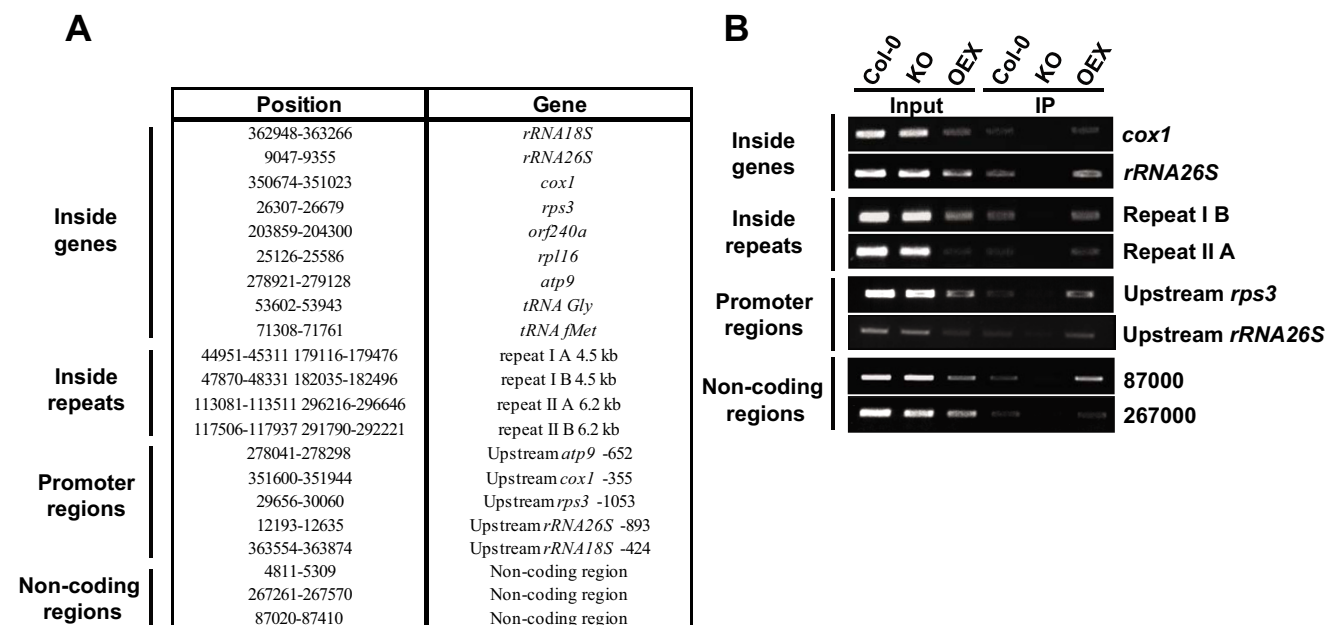 A
Position Gene
Inside genes
362948-363266 rRNA18S
9047-9355 rRNA26S
350674-351023 cox1
26307-26679 rps3
203859-204300 orf240a
25126-25586 rpl16
278921-279128 atp9
53602-53943 tRNA Gly
71308-71761 tRNA fMet
Inside repeats
44951-45311 179116-179476 repeat I A 4.5 kb
47870-48331 182035-182496 repeat I B 4.5 kb
113081-113511 296216-296646 repeat II A 6.2 kb
117506-117937 291790-292221 repeat II B 6.2 kb
Promoter regions
278041-278298 Upstream atp9 -652
351600-351944 Upstream cox1 -355
29656-30060 Upstream rps3 -1053
12193-12635 Upstream rRNA26S -893
363554-363874 Upstream rRNA18S -424
Non-coding regions
4811-5309 Non-coding region
267261-267570 Non-coding region
87020-87410 Non-coding region
B
Col-0 KO OEX Col-0 KO OEX
Input IP
Inside genes
cox1
rRNA26S
Inside repeats
Repeat I B
Repeat II A
Promoter regions
Upstream rps3
Upstream rRNA26S
Non-coding regions
87000
267000